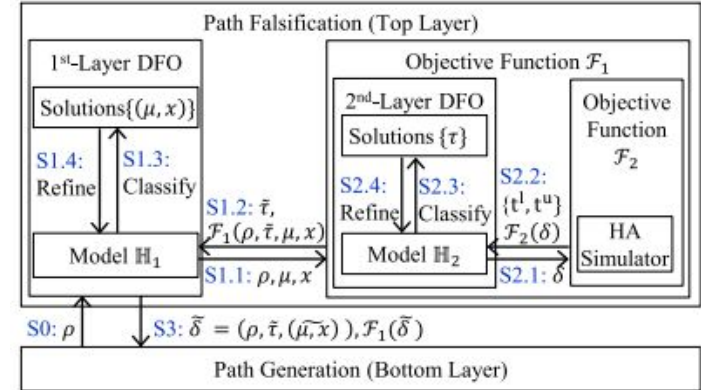 Path Falsification (Top Layer)
1st-Layer DFO
Solutions{(μ, x)}
S1.4:
Refine
S1.3:
Classify
Model ℍ₁
S1.2: τ̃,
ℱ₁(ρ, τ̃, μ, x)
S1.1: ρ, μ, x
Objective Function ℱ₁
2nd-Layer DFO
Solutions {τ}
S2.4:
Refine
S2.3:
Classify
Model ℍ₂
S2.2:
{tˡ, tᵘ}
ℱ₂(δ)
S2.1: δ
Objective
Function
ℱ₂
HA
Simulator
S0: ρ
S3: δ̃ = (ρ, τ̃, (μ,͠ x) ), ℱ₁(δ̃)
Path Generation (Bottom Layer)